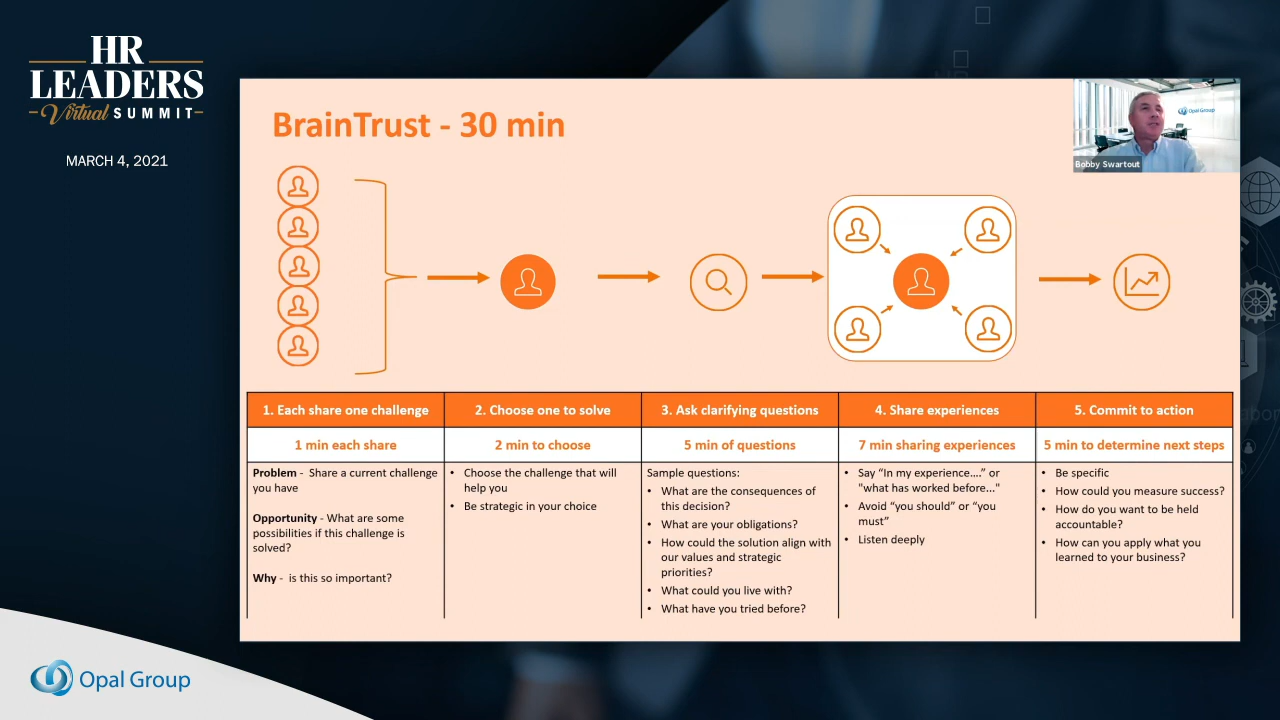 HR
LEADERS
Virtual SUMMIT
MARCH 4, 2021
BrainTrust - 30 min
Opal Group
Bobby Swartout
1. Each share one challenge
2. Choose one to solve
3. Ask clarifying questions
4. Share experiences
5. Commit to action
1 min each share
2 min to choose
5 min of questions
7 min sharing experiences
5 min to determine next steps
Problem - Share a current challenge
you have
Opportunity - What are some
possibilities if this challenge is
solved?
Why - is this so important?
• Choose the challenge that will
help you
• Be strategic in your choice
Sample questions:
• What are the consequences of
this decision?
• What are your obligations?
• How could the solution align with
our values and strategic
priorities?
• What could you live with?
• What have you tried before?
• Say “In my experience....” or
"what has worked before..."
• Avoid “you should” or “you
must”
• Listen deeply
• Be specific
• How could you measure success?
• How do you want to be held
accountable?
• How can you apply what you
learned to your business?
Opal Group